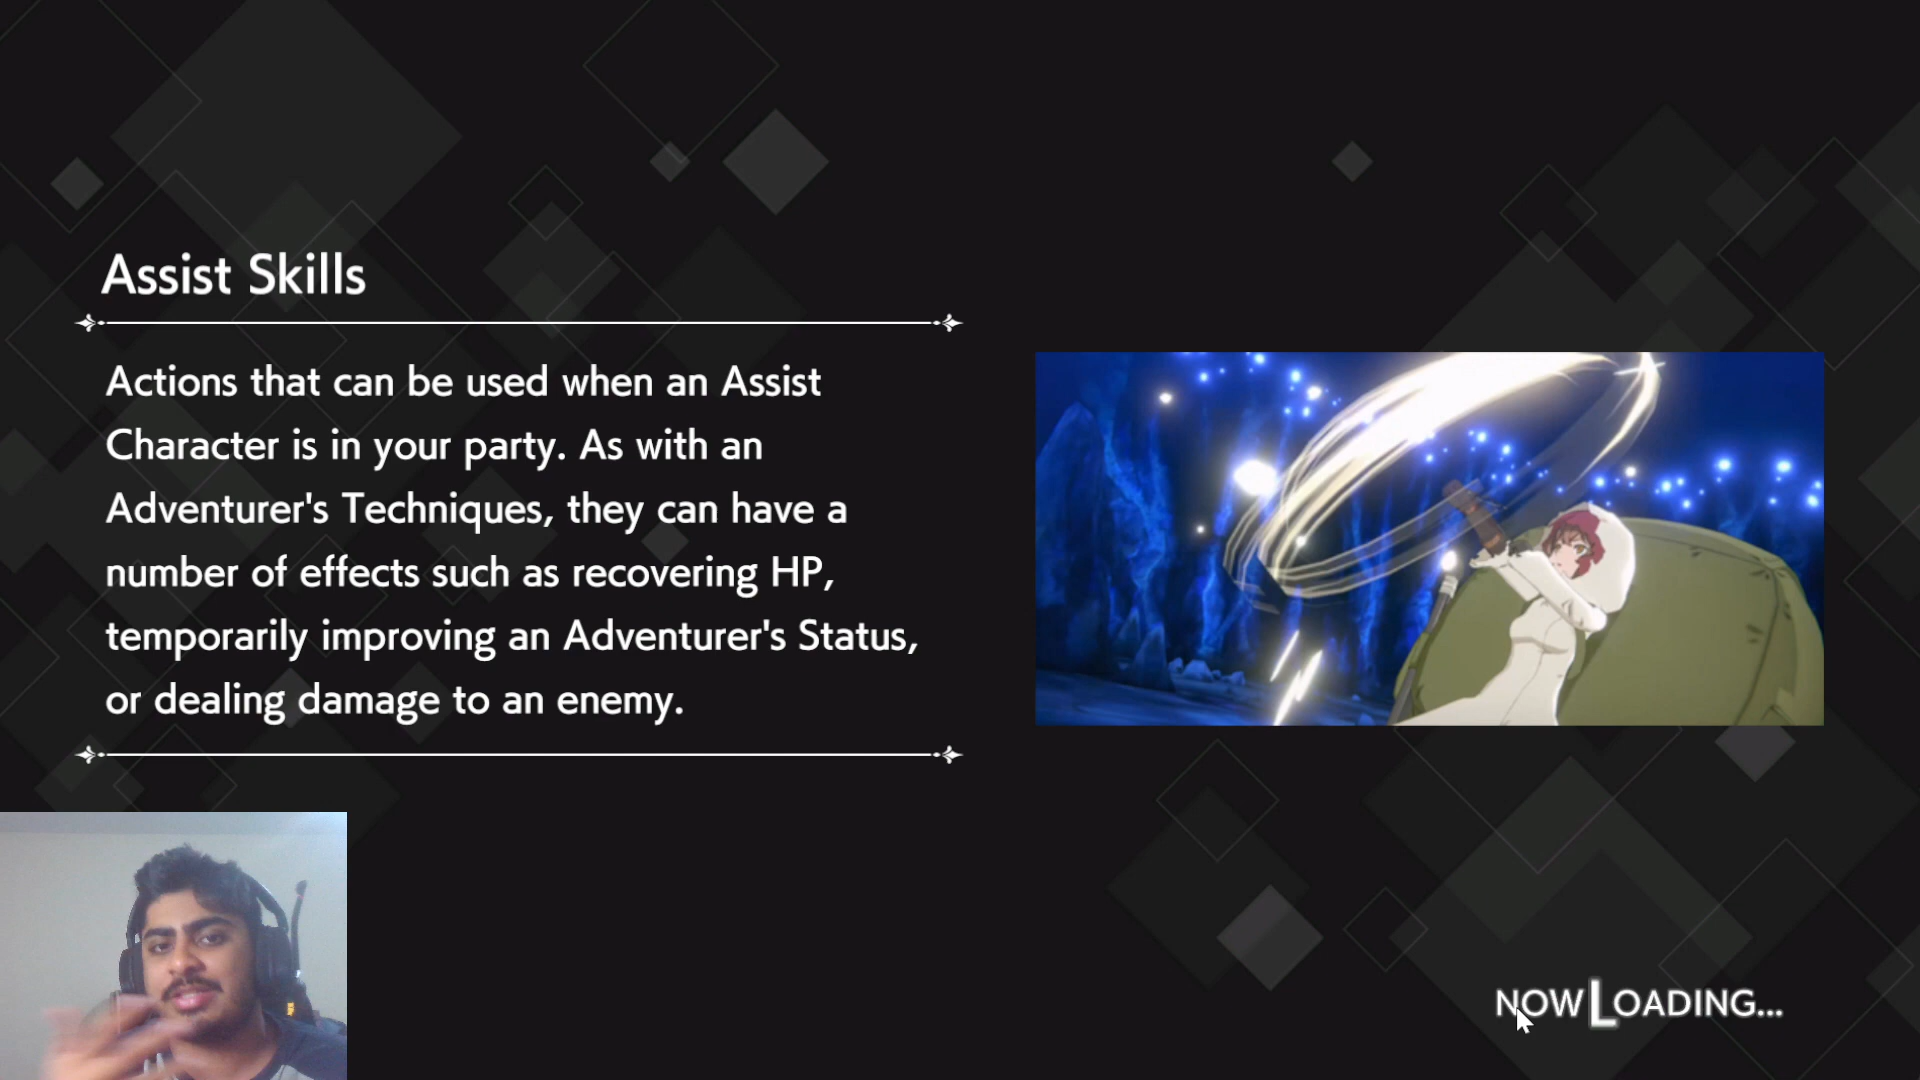 Assist Skills
Actions that can be used when an Assist
Character is in your party. As with an
Adventurer's Techniques, they can have a
number of effects such as recovering HP,
temporarily improving an Adventurer's Status,
or dealing damage to an enemy.
NOW LOADING...